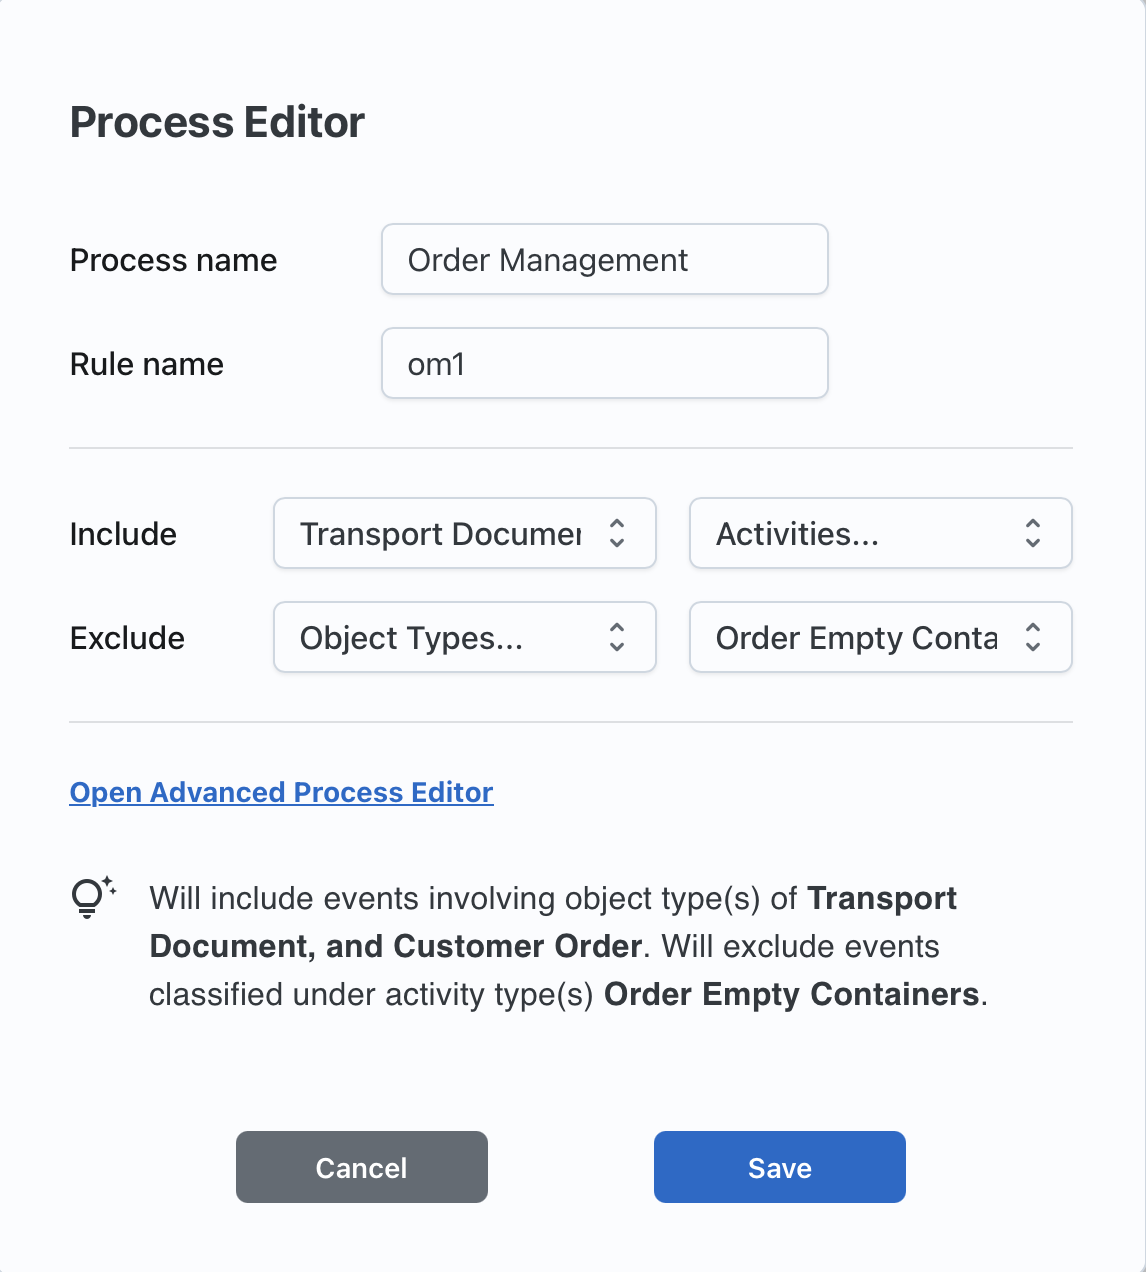 Process Editor
Process name
Order Management
Rule name
om1
Include
Transport Documer
Activities...
Exclude
Object Types...
Order Empty Conta
Open Advanced Process Editor
Will include events involving object type(s) of Transport
Document, and Customer Order. Will exclude events
classified under activity type(s) Order Empty Containers.
Cancel
Save